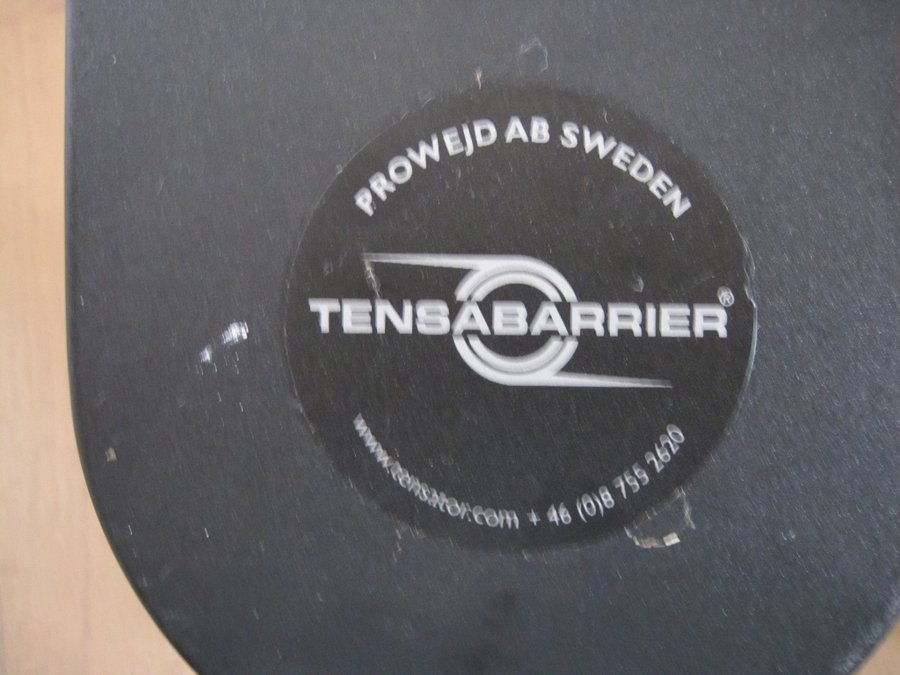 PROWEJD AB SWEDEN
TENSABARRIER®
www.tensator.com + 46 (0)8 755 2620